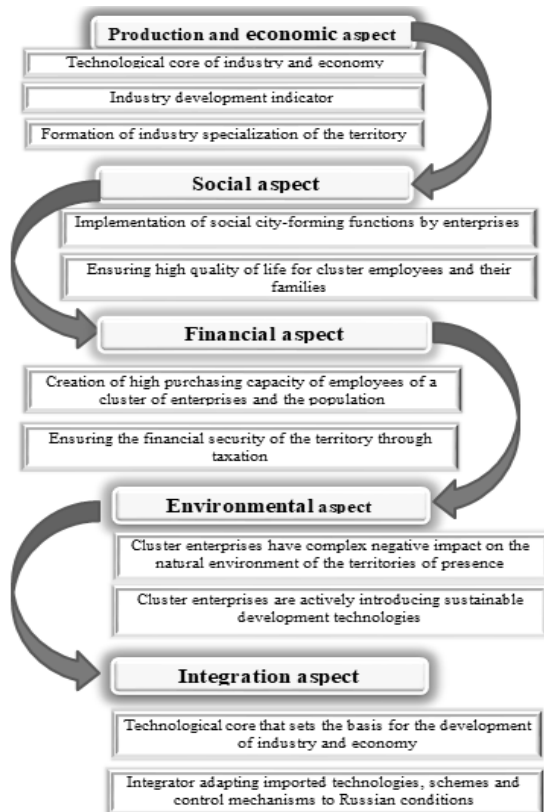 Production and economic aspect
Technological core of industry and economy
Industry development indicator
Formation of industry specialization of the territory
Social aspect
Implementation of social city-forming functions by enterprises
Ensuring high quality of life for cluster employees and their
families
Financial aspect
Creation of high purchasing capacity of employees of a
cluster of enterprises and the population
Ensuring the financial security of the territory through
taxation
Environmental aspect
Cluster enterprises have complex negative impact on the
natural environment of the territories of presence
Cluster enterprises are actively introducing sustainable
development technologies
Integration aspect
Technological core that sets the basis for the development
of industry and economy
Integrator adapting imported technologies, schemes and
control mechanisms to Russian conditions